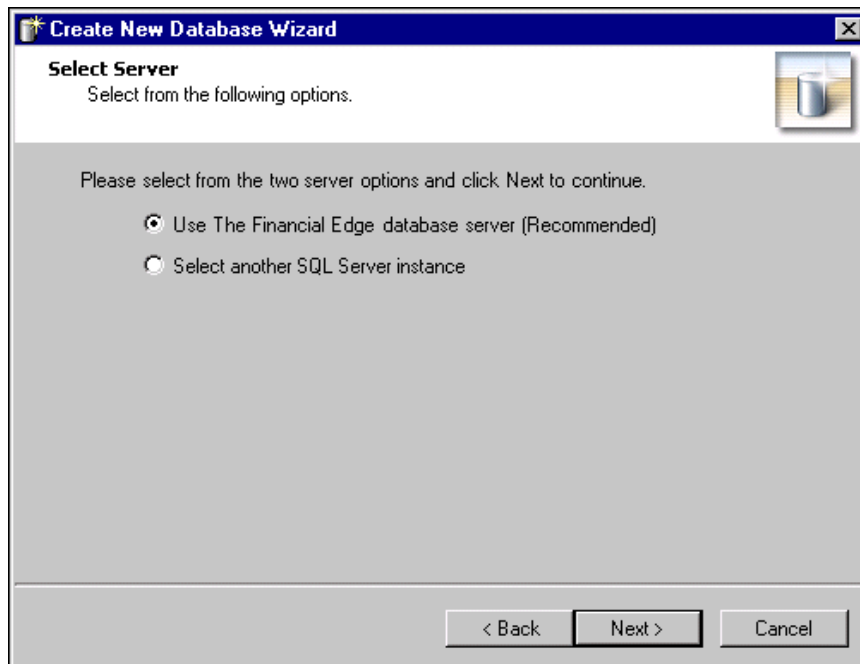 Create New Database Wizard
Select Server
Select from the following options.
Please select from the two server options and click Next to continue.
Use The Financial Edge database server (Recommended)
Select another SQL Server instance
< Back Next > Cancel